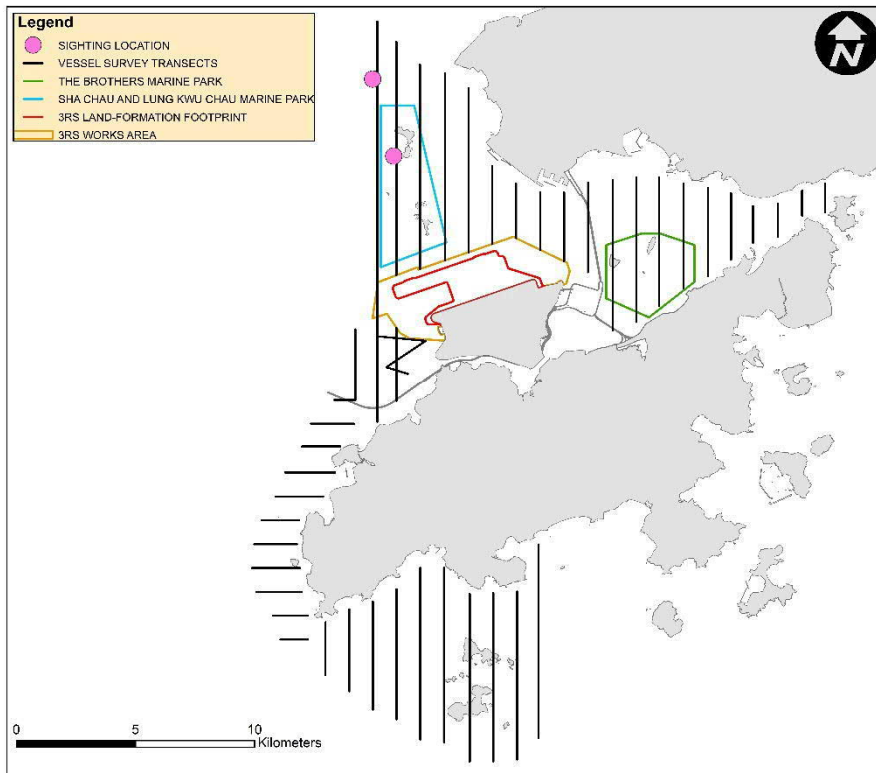 Legend
SIGHTING LOCATION
VESSEL SURVEY TRANSECTS
THE BROTHERS MARINE PARK
SHA CHAU AND LUNG KWU CHAU MARINE PARK
3RS LAND-FORMATION FOOTPRINT
3RS WORKS AREA
N
0 5 10
Kilometers